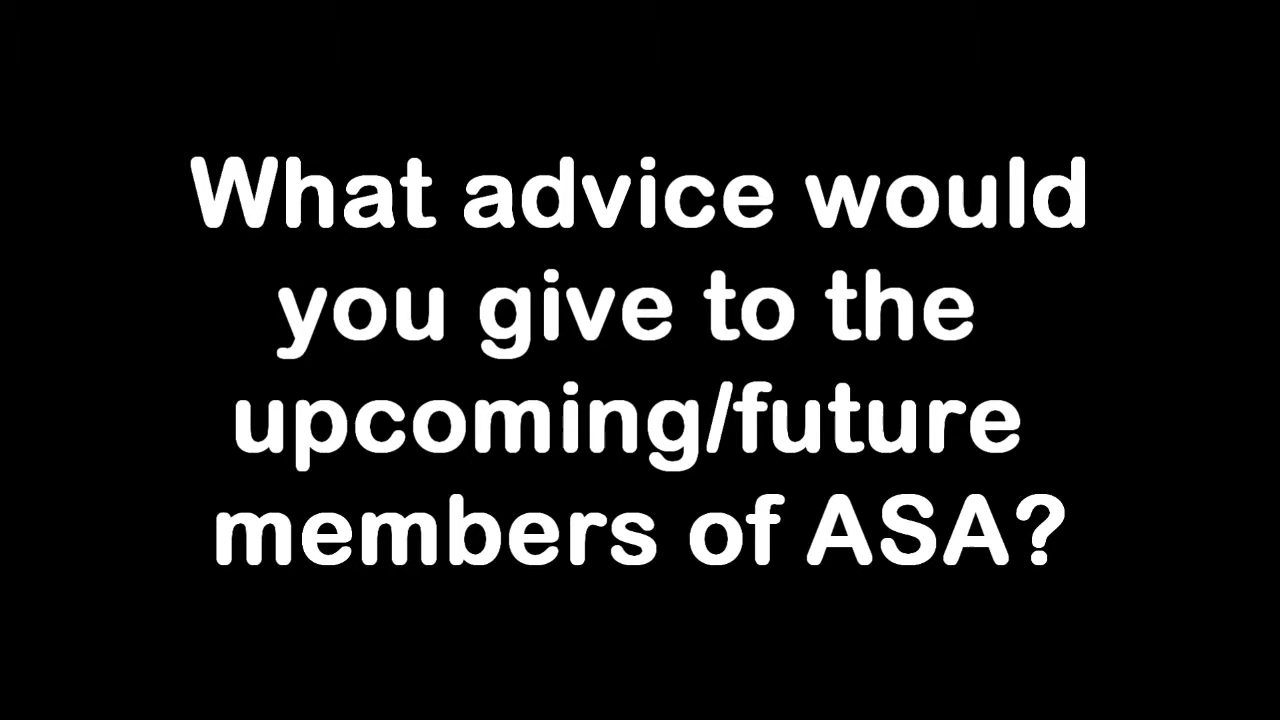 What advice would
you give to the
upcoming/future
members of ASA?